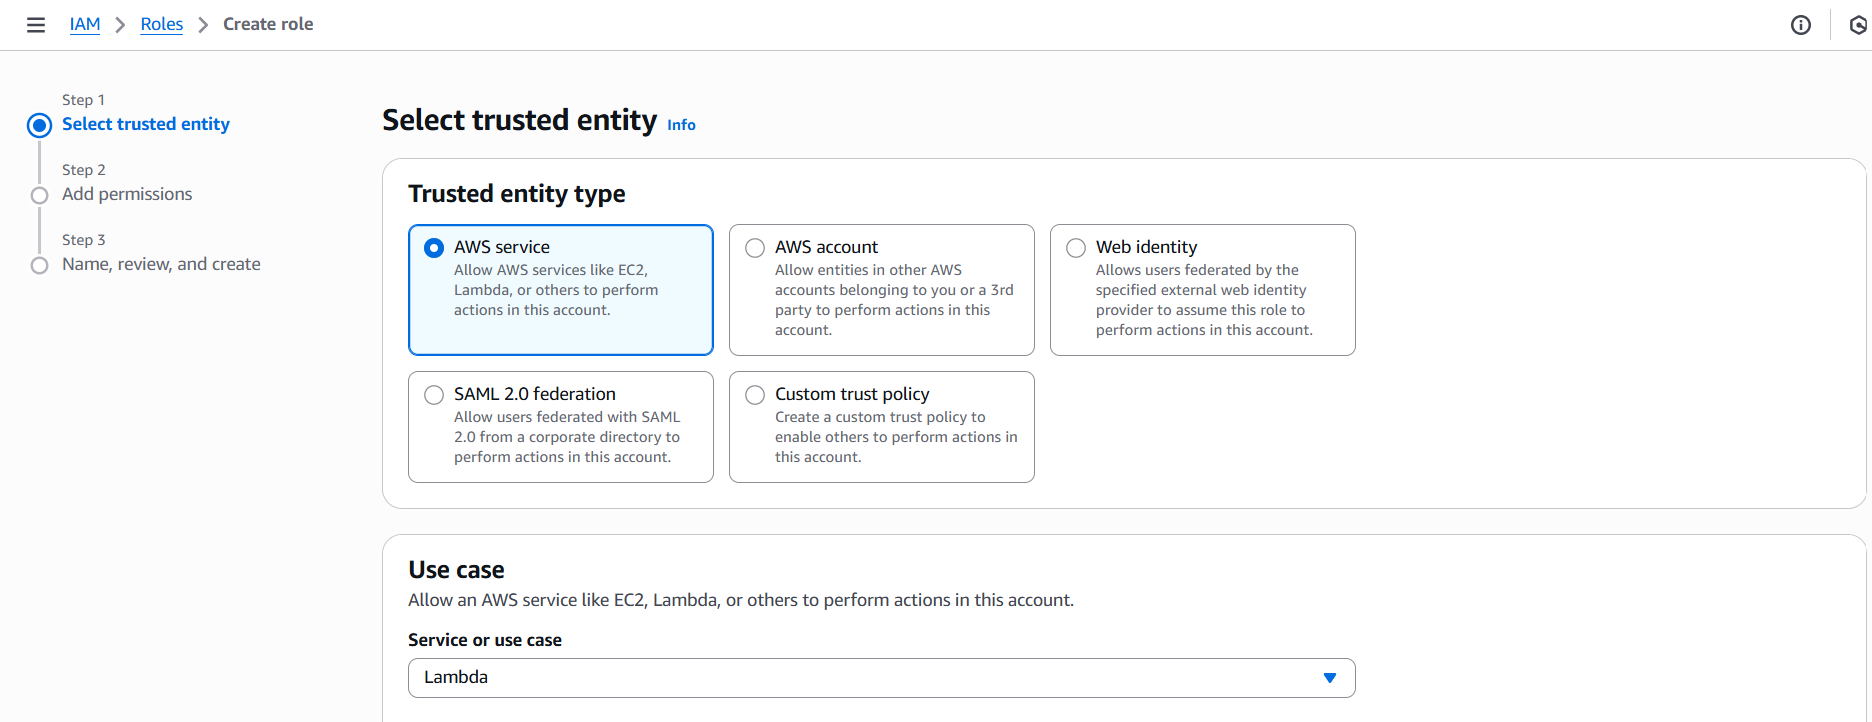 IAM > Roles > Create role
Step 1
Select trusted entity
Step 2
Add permissions
Step 3
Name, review, and create
Select trusted entity Info
Trusted entity type
AWS service
Allow AWS services like EC2,
Lambda, or others to perform
actions in this account.
AWS account
Allow entities in other AWS
accounts belonging to you or a 3rd
party to perform actions in this
account.
Web identity
Allows users federated by the
specified external web identity
provider to assume this role to
perform actions in this account.
SAML 2.0 federation
Allow users federated with SAML
2.0 from a corporate directory to
perform actions in this account.
Custom trust policy
Create a custom trust policy to
enable others to perform actions in
this account.
Use case
Allow an AWS service like EC2, Lambda, or others to perform actions in this account.
Service or use case
Lambda